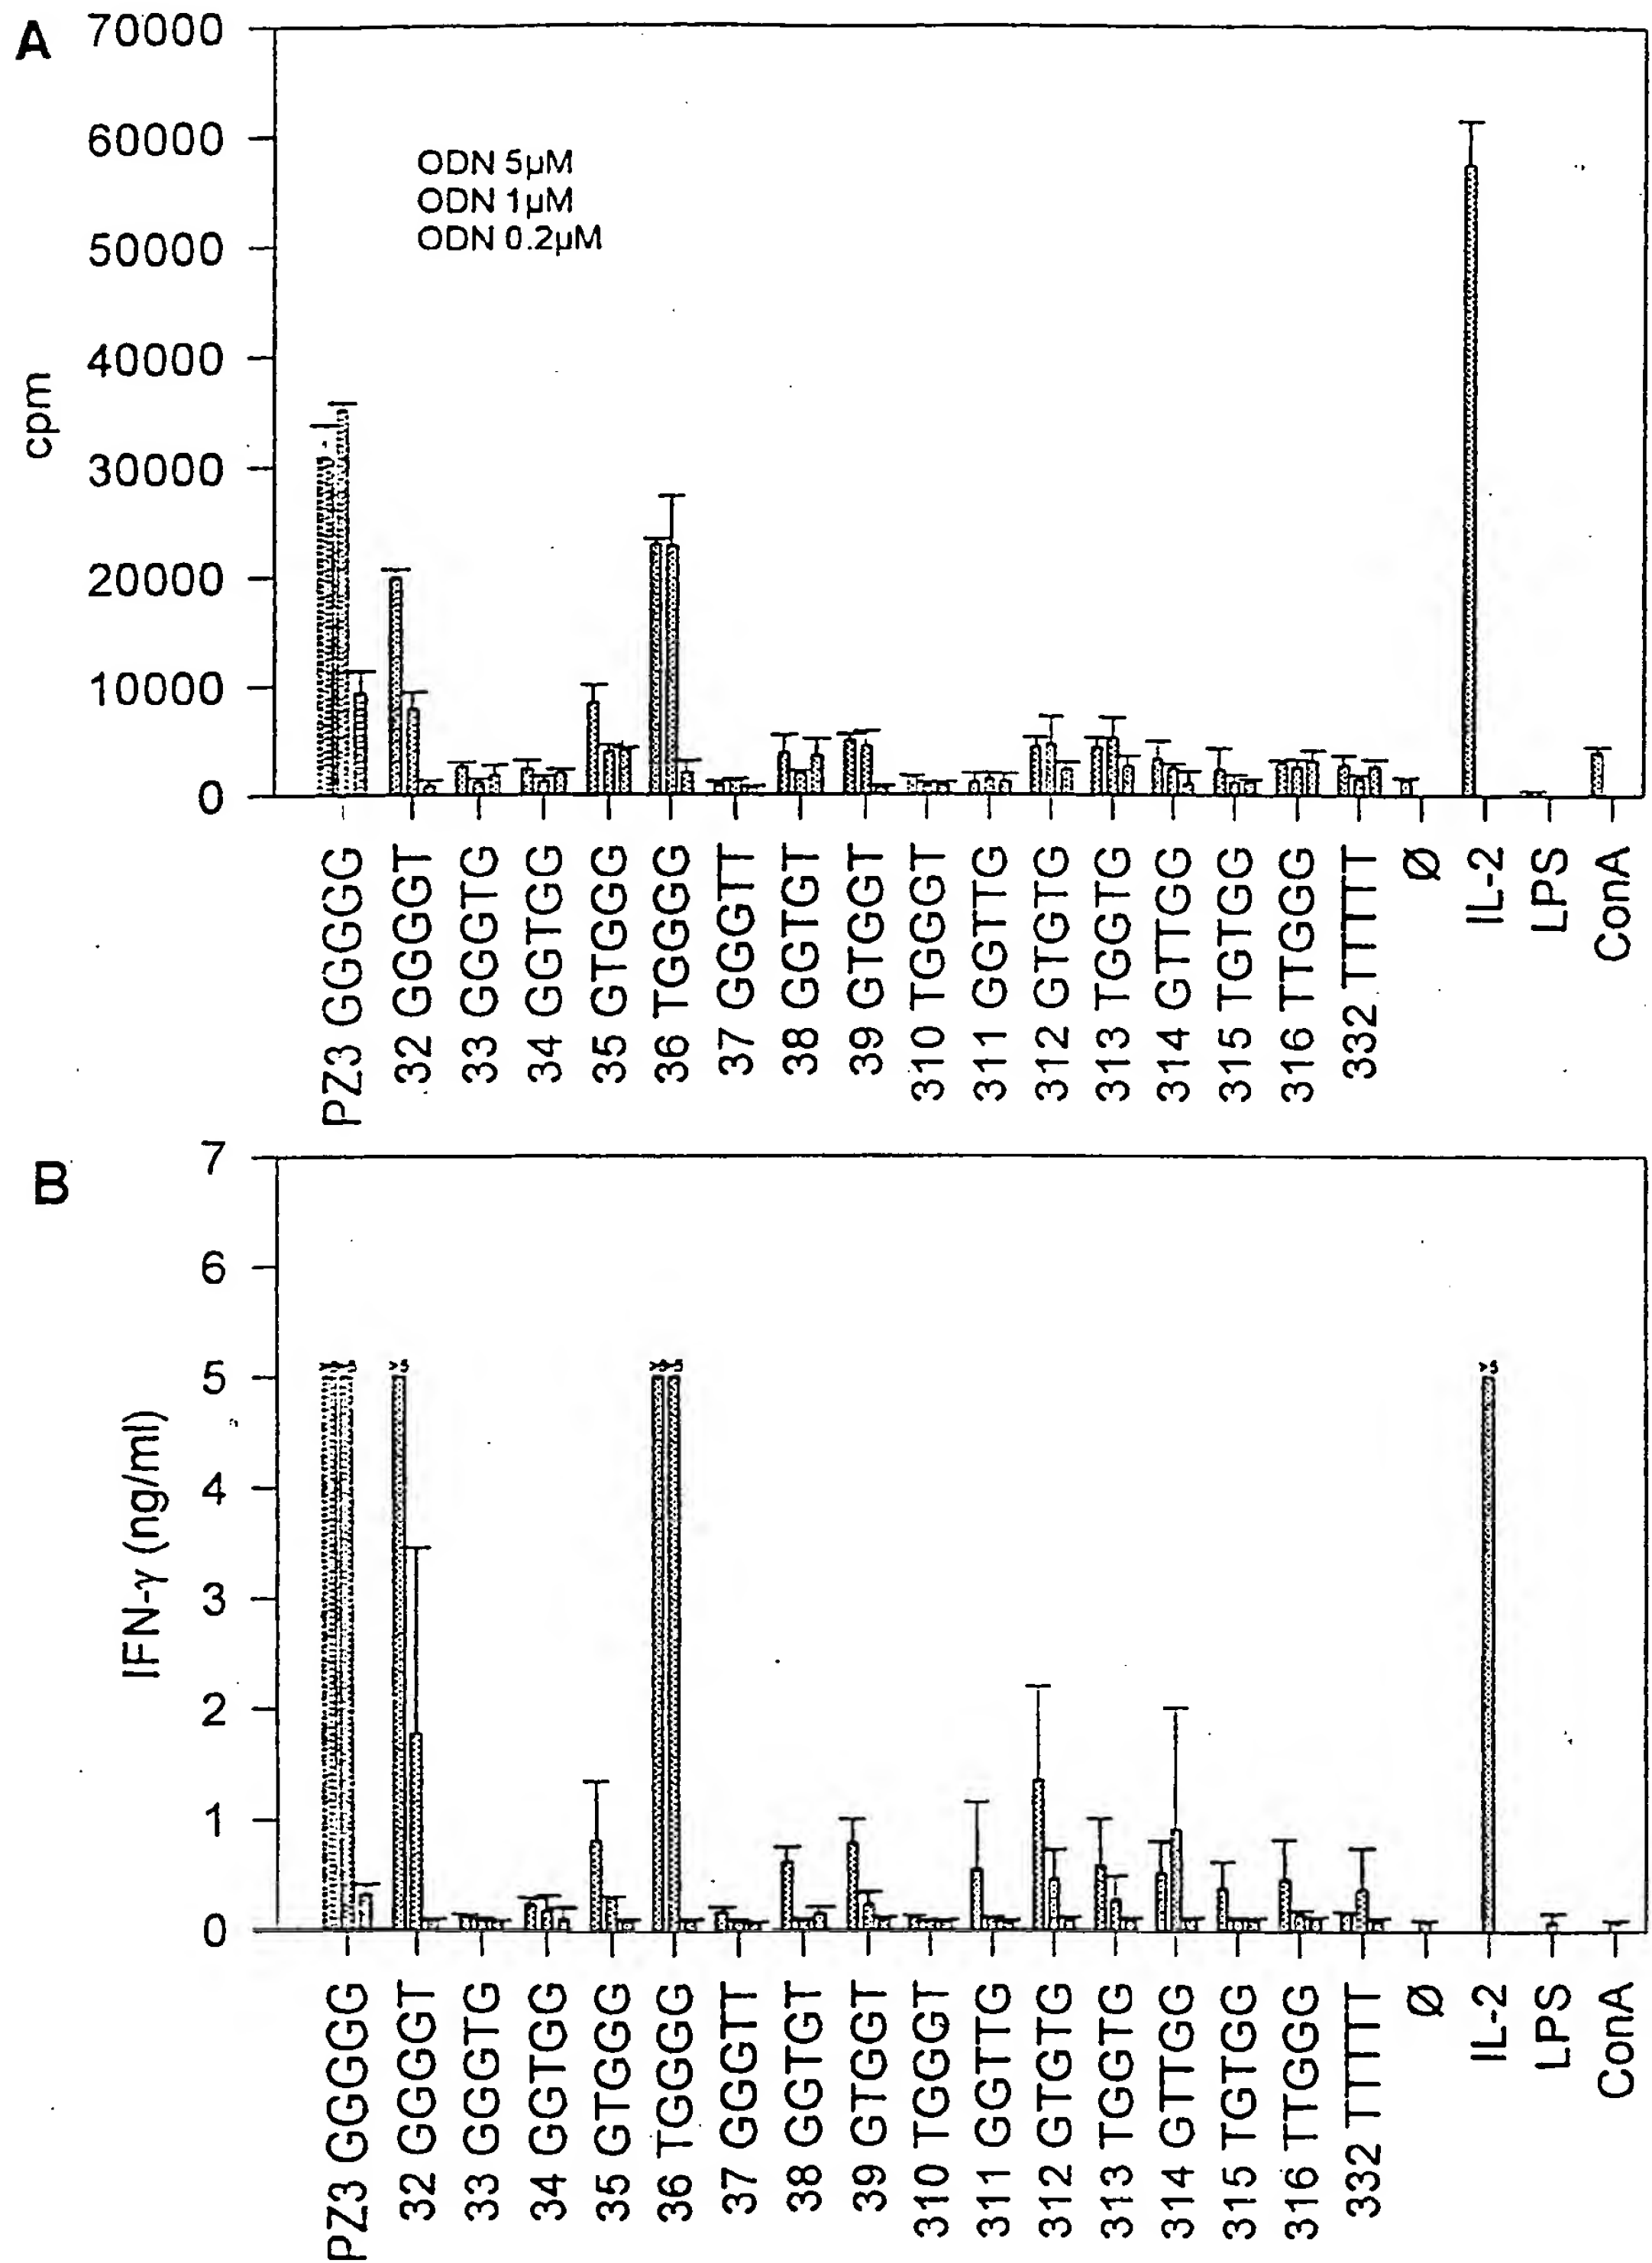 A
70000
60000
50000
40000
30000
20000
10000
0
cpm
ODN 5µM
ODN 1µM
ODN 0.2µM
PZ3 GGGGG
32 GGGGT
33 GGGTG
34 GGTGG
35 GTGGG
36 TGGGG
37 GGGTT
38 GGTGT
39 GTGGT
310 TGGGT
311 GGTTG
312 GTGTG
313 TGGTG
314 GTTGG
315 TGTGG
316 TTGGG
332 TTTTT
Ø
IL-2
LPS
ConA
B
7
6
5
4
3
2
1
0
IFN-γ (ng/ml)
>5
>5
PZ3 GGGGG
32 GGGGT
33 GGGTG
34 GGTGG
35 GTGGG
36 TGGGG
37 GGGTT
38 GGTGT
39 GTGGT
310 TGGGT
311 GGTTG
312 GTGTG
313 TGGTG
314 GTTGG
315 TGTGG
316 TTGGG
332 TTTTT
Ø
IL-2
LPS
ConA